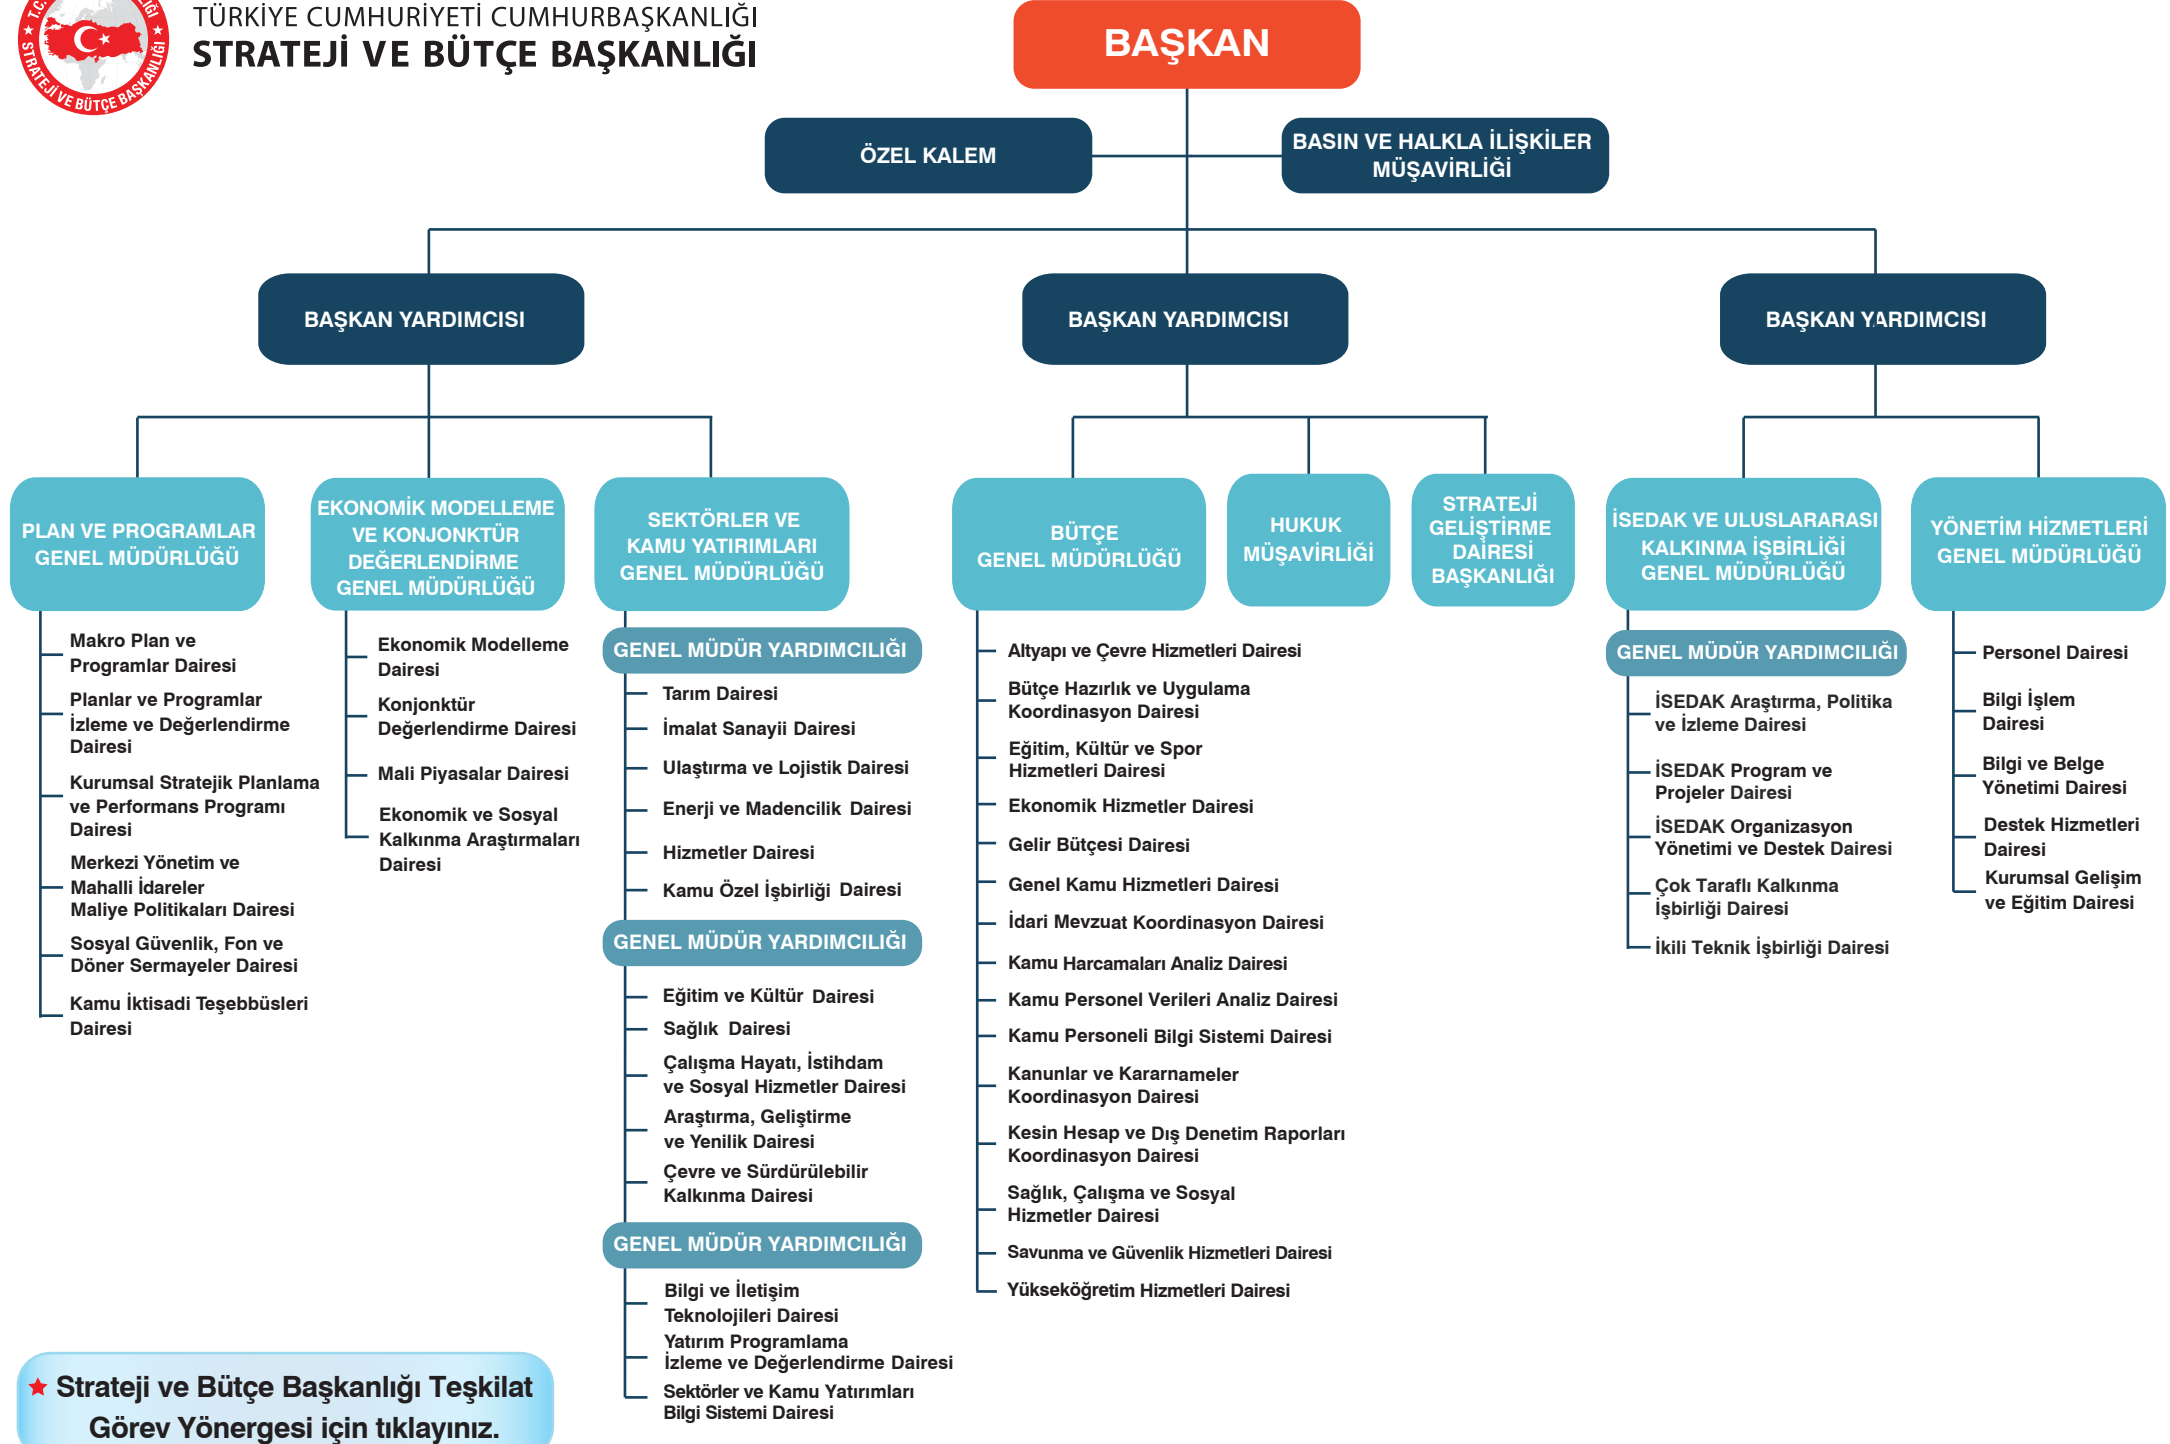 TÜRKİYE CUMHURİYETİ CUMHURBAŞKANLIĞI
STRATEJİ VE BÜTÇE BAŞKANLIĞI
STRATEJİ VE BÜTÇE BAŞKANLIĞI
BAŞKAN
ÖZEL KALEM
BASIN VE HALKLA İLİŞKİLER
MÜŞAVİRLİĞİ
BAŞKAN YARDIMCISI
BAŞKAN YARDIMCISI
BAŞKAN YARDIMCISI
PLAN VE PROGRAMLAR
GENEL MÜDÜRLÜĞÜ
Makro Plan ve
Programlar Dairesi
Planlar ve Programlar
İzleme ve Değerlendirme
Dairesi
Kurumsal Stratejik Planlama
ve Performans Programı
Dairesi
Merkezi Yönetim ve
Mahalli İdareler
Maliye Politikaları Dairesi
Sosyal Güvenlik, Fon ve
Döner Sermayeler Dairesi
Kamu İktisadi Teşebbüsleri
Dairesi
EKONOMİK MODELLEME
VE KONJONKTÜR
DEĞERLENDİRME
GENEL MÜDÜRLÜĞÜ
Ekonomik Modelleme
Dairesi
Konjonktür
Değerlendirme Dairesi
Mali Piyasalar Dairesi
Ekonomik ve Sosyal
Kalkınma Araştırmaları
Dairesi
SEKTÖRLER VE
KAMU YATIRIMLARI
GENEL MÜDÜRLÜĞÜ
GENEL MÜDÜR YARDIMCILIĞI
Tarım Dairesi
İmalat Sanayii Dairesi
Ulaştırma ve Lojistik Dairesi
Enerji ve Madencilik Dairesi
Hizmetler Dairesi
Kamu Özel İşbirliği Dairesi
GENEL MÜDÜR YARDIMCILIĞI
Eğitim ve Kültür Dairesi
Sağlık Dairesi
Çalışma Hayatı, İstihdam
ve Sosyal Hizmetler Dairesi
Araştırma, Geliştirme
ve Yenilik Dairesi
Çevre ve Sürdürülebilir
Kalkınma Dairesi
GENEL MÜDÜR YARDIMCILIĞI
Bilgi ve İletişim
Teknolojileri Dairesi
Yatırım Programlama
İzleme ve Değerlendirme Dairesi
Sektörler ve Kamu Yatırımları
Bilgi Sistemi Dairesi
BÜTÇE
GENEL MÜDÜRLÜĞÜ
Altyapı ve Çevre Hizmetleri Dairesi
Bütçe Hazırlık ve Uygulama
Koordinasyon Dairesi
Eğitim, Kültür ve Spor
Hizmetleri Dairesi
Ekonomik Hizmetler Dairesi
Gelir Bütçesi Dairesi
Genel Kamu Hizmetleri Dairesi
İdari Mevzuat Koordinasyon Dairesi
Kamu Harcamaları Analiz Dairesi
Kamu Personel Verileri Analiz Dairesi
Kamu Personeli Bilgi Sistemi Dairesi
Kanunlar ve Kararnameler
Koordinasyon Dairesi
Kesin Hesap ve Dış Denetim Raporları
Koordinasyon Dairesi
Sağlık, Çalışma ve Sosyal
Hizmetler Dairesi
Savunma ve Güvenlik Hizmetleri Dairesi
Yükseköğretim Hizmetleri Dairesi
HUKUK
MÜŞAVİRLİĞİ
STRATEJİ
GELİŞTİRME
DAİRESİ
BAŞKANLIĞI
İSEDAK VE ULUSLARARASI
KALKINMA İŞBİRLİĞİ
GENEL MÜDÜRLÜĞÜ
GENEL MÜDÜR YARDIMCILIĞI
İSEDAK Araştırma, Politika
ve İzleme Dairesi
İSEDAK Program ve
Projeler Dairesi
İSEDAK Organizasyon
Yönetimi ve Destek Dairesi
Çok Taraflı Kalkınma
İşbirliği Dairesi
İkili Teknik İşbirliği Dairesi
YÖNETİM HİZMETLERİ
GENEL MÜDÜRLÜĞÜ
Personel Dairesi
Bilgi İşlem
Dairesi
Bilgi ve Belge
Yönetimi Dairesi
Destek Hizmetleri
Dairesi
Kurumsal Gelişim
ve Eğitim Dairesi
Strateji ve Bütçe Başkanlığı Teşkilat
Görev Yönergesi için tıklayınız.